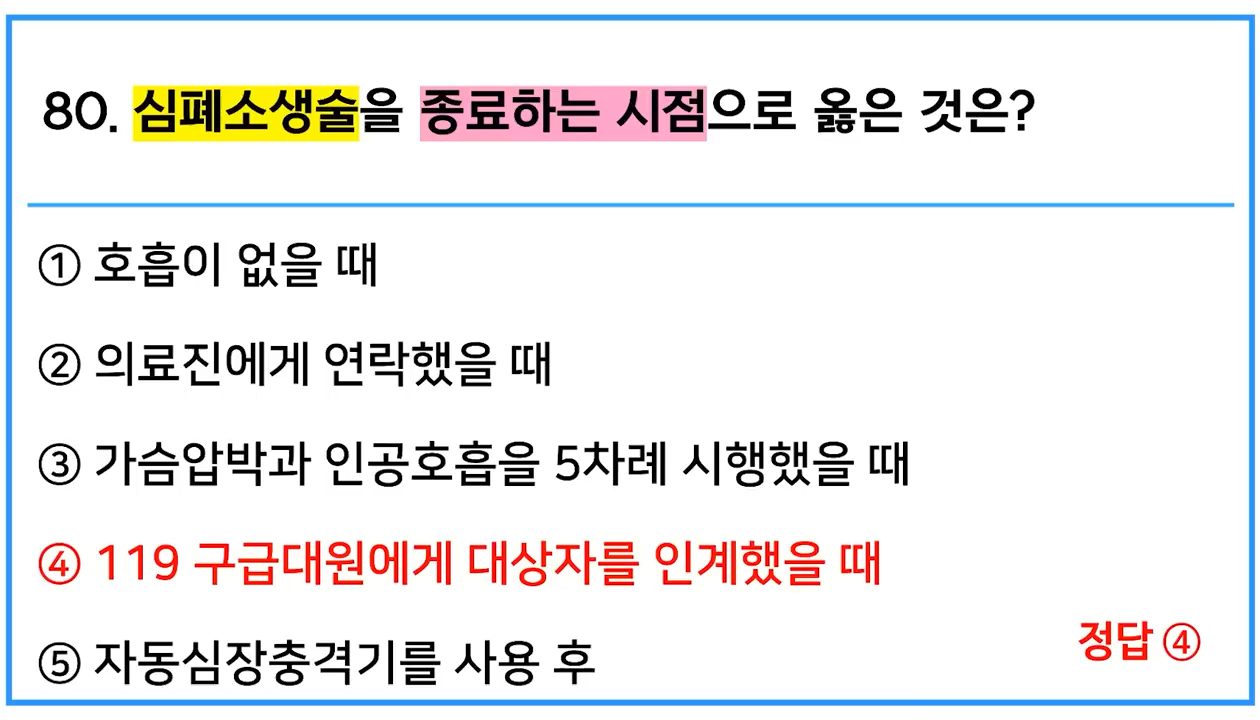 80. 심폐소생술을 종료하는 시점으로 옳은 것은?
① 호흡이 없을 때
② 의료진에게 연락했을 때
③ 가슴압박과 인공호흡을 5차례 시행했을 때
④ 119 구급대원에게 대상자를 인계했을 때
⑤ 자동심장충격기를 사용 후
정답 ④